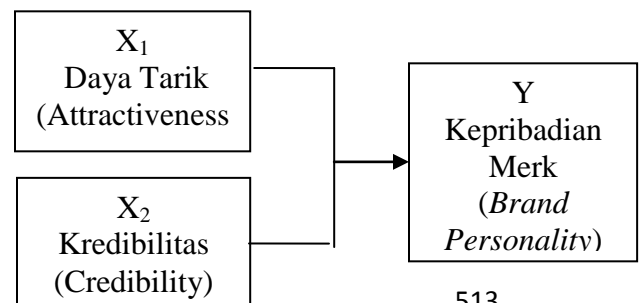 X₁
Daya Tarik
(Attractiveness
X₂
Kredibilitas
(Credibility)
Y
Kepribadian
Merk
(Brand
Personality)
513